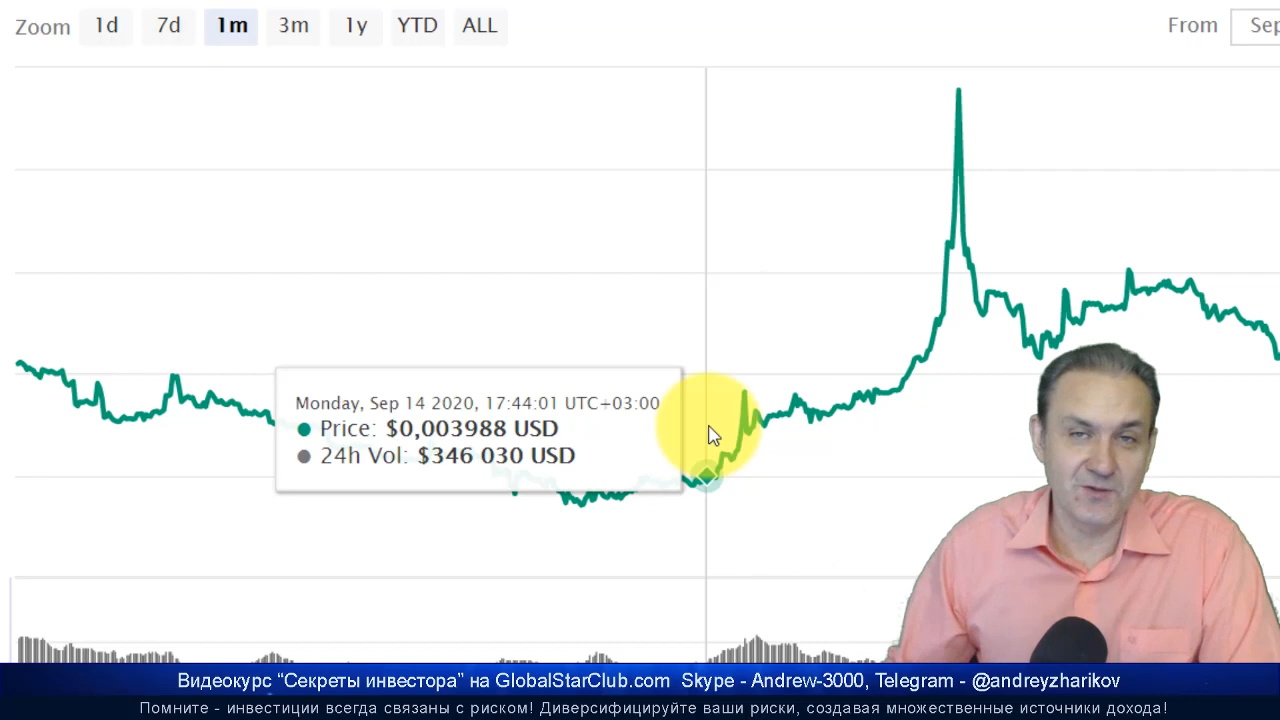 Zoom 1d 7d 1m 3m 1y YTD ALL From Sep
Monday, Sep 14 2020, 17:44:01 UTC+03:00
Price: $0,003988 USD
24h Vol: $346 030 USD
Видеокурс “Секреты инвестора” на GlobalStarClub.com Skype - Andrew-3000, Telegram - @andreyzharikov
Помните - инвестиции всегда связаны с риском! Диверсифицируйте ваши риски, создавая множественные источники дохода!